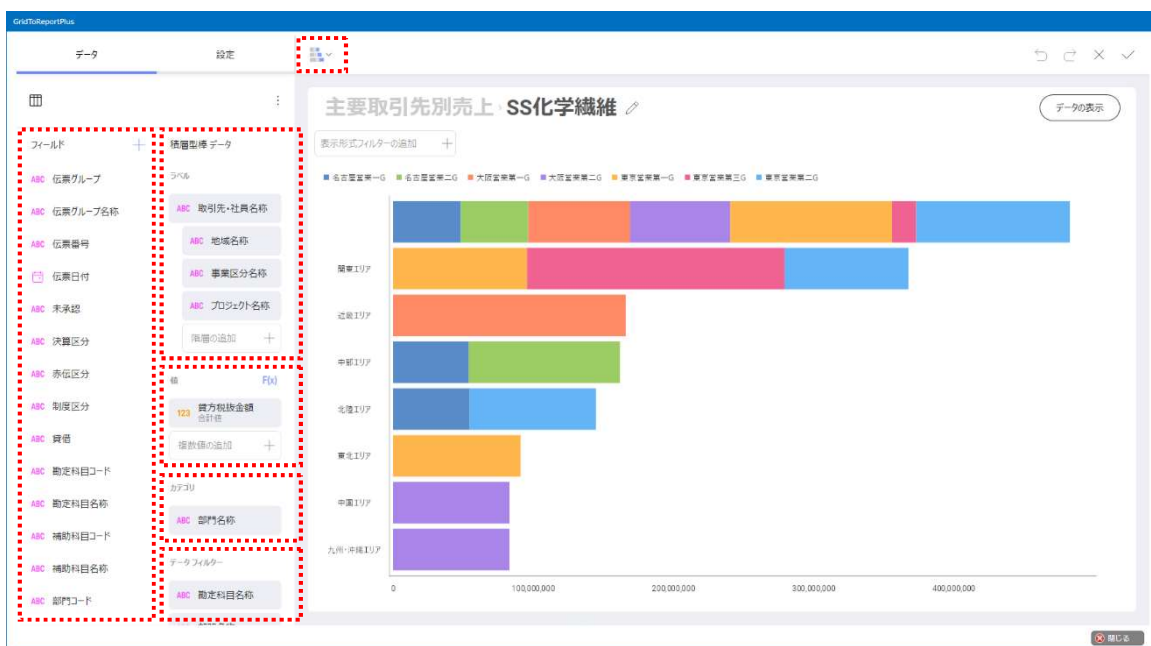 GridToReportPlus
データ
設定
主要取引先別売上 SS化学繊維
データの表示
フィールド
ABC 伝票グループ
ABC 伝票グループ名称
ABC 伝票番号
伝票日付
ABC 未承認
ABC 決算区分
ABC 赤伝区分
ABC 制度区分
ABC 貸借
ABC 勘定科目コード
ABC 勘定科目名称
ABC 補助科目コード
ABC 補助科目名称
ABC 部門コード
積層型棒 データ
ラベル
ABC 取引先・社員名称
ABC 地域名称
ABC 事業区分名称
ABC プロジェクト名称
階層の追加
値
F(x)
123 貸方税抜金額
合計値
複数値の追加
カテゴリ
ABC 部門名称
データフィルター
ABC 勘定科目名称
表示形式フィルターの追加
名古屋営業一G 名古屋営業二G 大阪営業第一G 大阪営業第二G 東京営業第一G 東京営業第三G 東京営業第二G
関東エリア
近畿エリア
中部エリア
北陸エリア
東北エリア
中国エリア
九州・沖縄エリア
0 100,000,000 200,000,000 300,000,000 400,000,000
閉じる